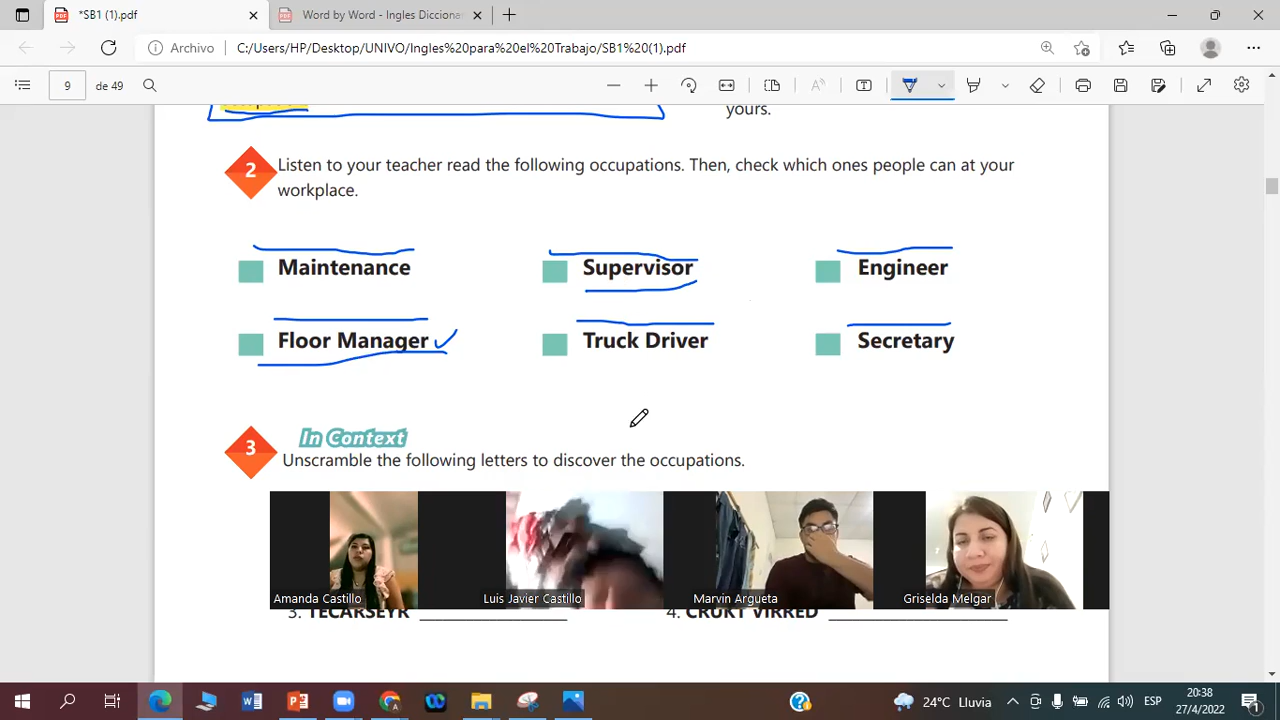 *SB1 (1).pdf
Word by Word - Ingles Dicciona
Archivo
C:/Users/HP/Desktop/UNIVO/Ingles%20para%20el%20Trabajo/SB1%20(1).pdf
9
de 49
yours.
2
Listen to your teacher read the following occupations. Then, check which ones people can at your
workplace.
Maintenance
Supervisor
Engineer
Floor Manager
Truck Driver
Secretary
3
In Context
Unscramble the following letters to discover the occupations.
Amanda Castillo
Luis Javier Castillo
Marvin Argueta
Griselda Melgar
3. TECARSEYR
4. CRUKT VIRRED
24°C Lluvia
ESP
20:38
27/4/2022